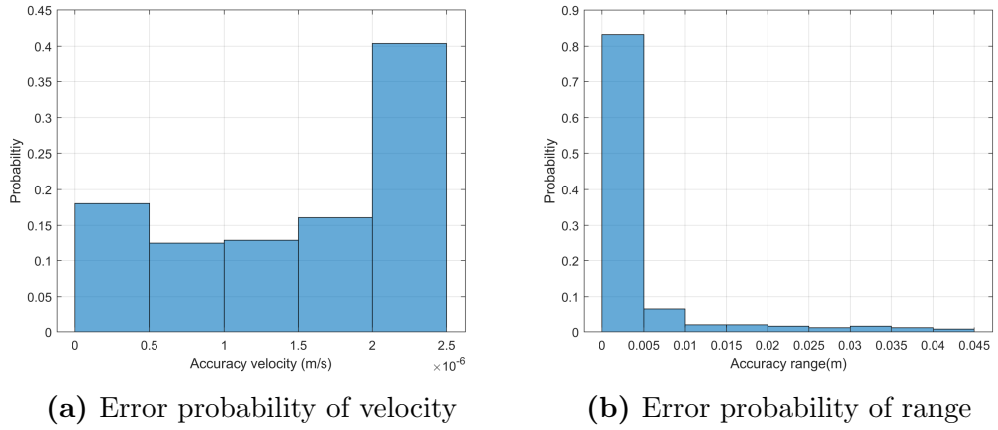 0.45
0.4
0.35
0.3
0.25
0.2
0.15
0.1
0.05
0
Probabiltiy
0 0.5 1 1.5 2 2.5
Accuracy velocity (m/s)
×10⁻⁶
(a) Error probability of velocity
0.9
0.8
0.7
0.6
0.5
0.4
0.3
0.2
0.1
0
Probabiltiy
0 0.005 0.01 0.015 0.02 0.025 0.03 0.035 0.04 0.045
Accuracy range(m)
(b) Error probability of range